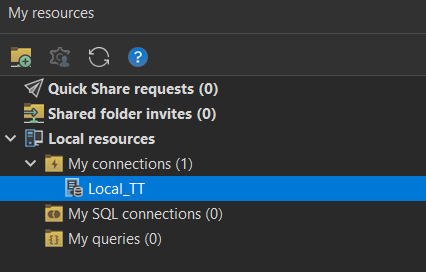 My resources
Quick Share requests (0)
Shared folder invites (0)
Local resources
My connections (1)
Local_TT
My SQL connections (0)
My queries (0)